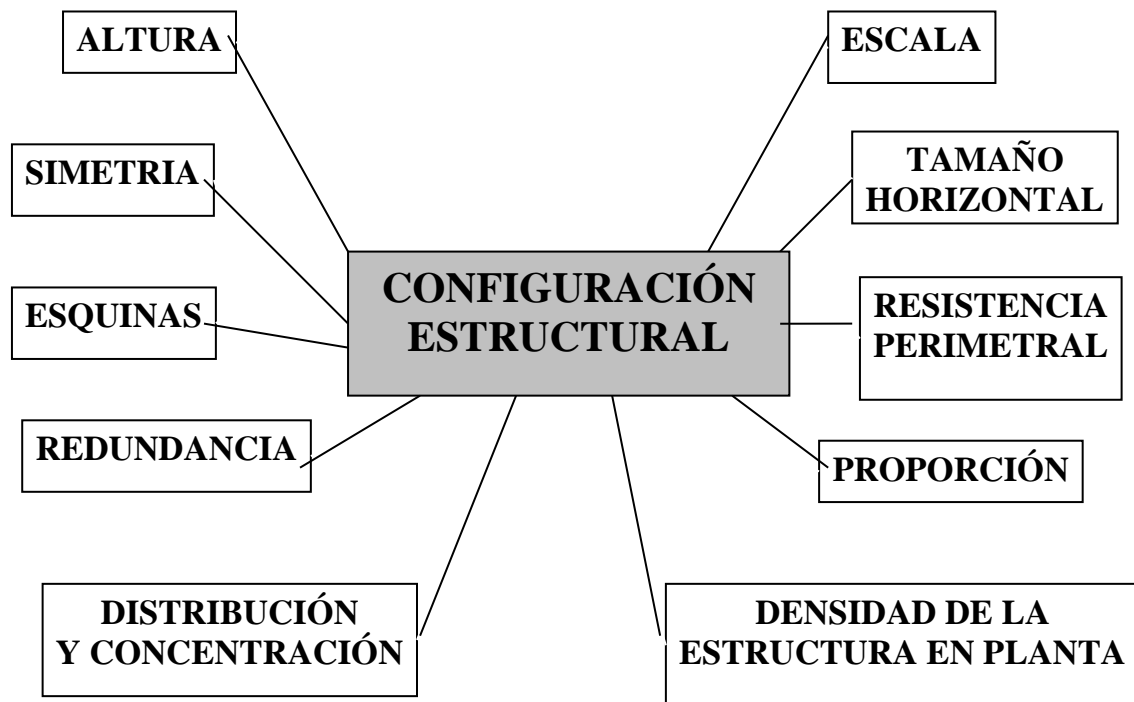 ALTURA
ESCALA
SIMETRIA
TAMAÑO
HORIZONTAL
CONFIGURACIÓN
ESTRUCTURAL
ESQUINAS
RESISTENCIA
PERIMETRAL
REDUNDANCIA
PROPORCIÓN
DISTRIBUCIÓN
Y CONCENTRACIÓN
DENSIDAD DE LA
ESTRUCTURA EN PLANTA